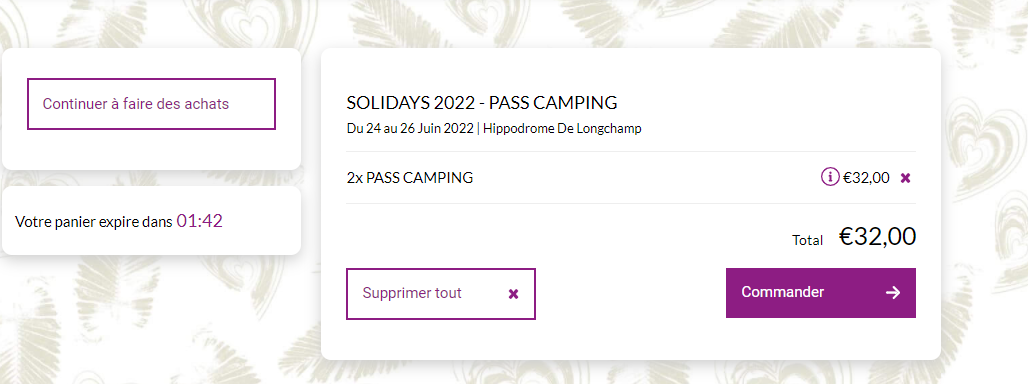 Continuer à faire des achats
Votre panier expire dans 01:42
SOLIDAYS 2022 - PASS CAMPING
Du 24 au 26 Juin 2022 | Hippodrome De Longchamp
2x PASS CAMPING €32,00
Total €32,00
Supprimer tout
Commander